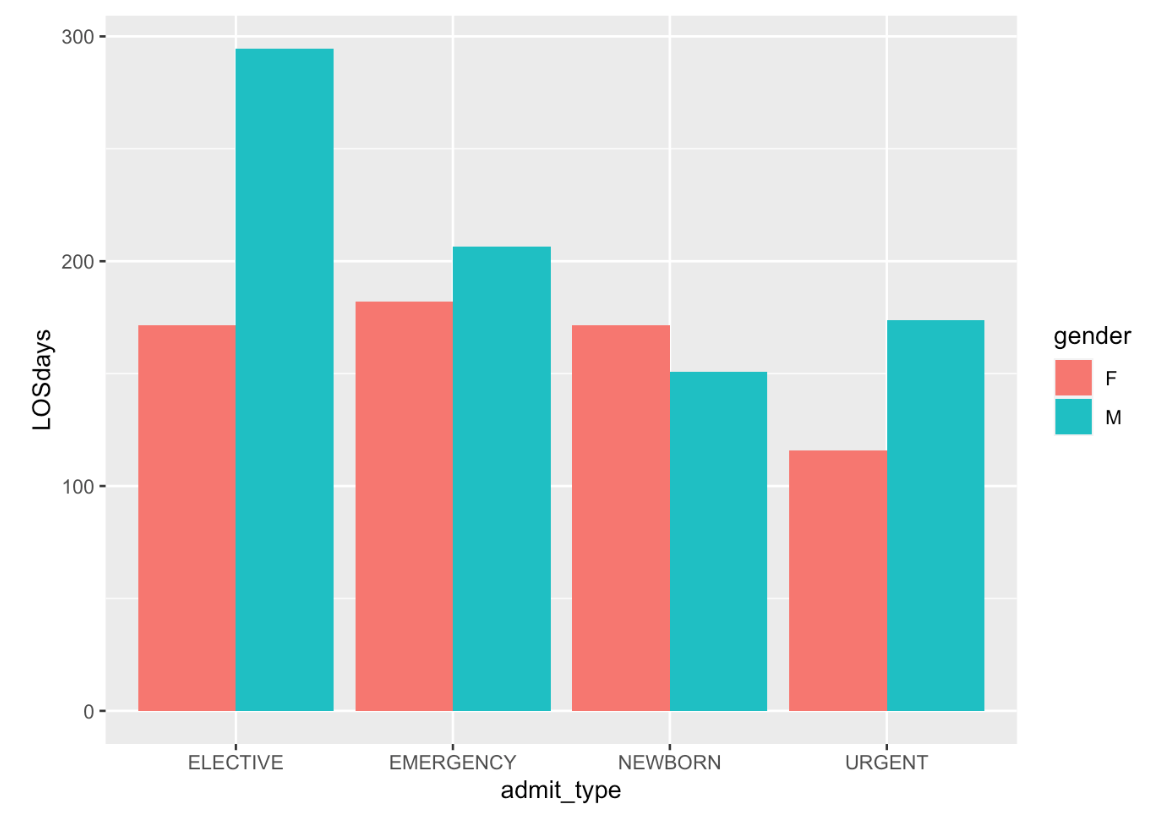 300
200
100
0
LOSdays
ELECTIVE EMERGENCY NEWBORN URGENT
admit_type
gender
F
M